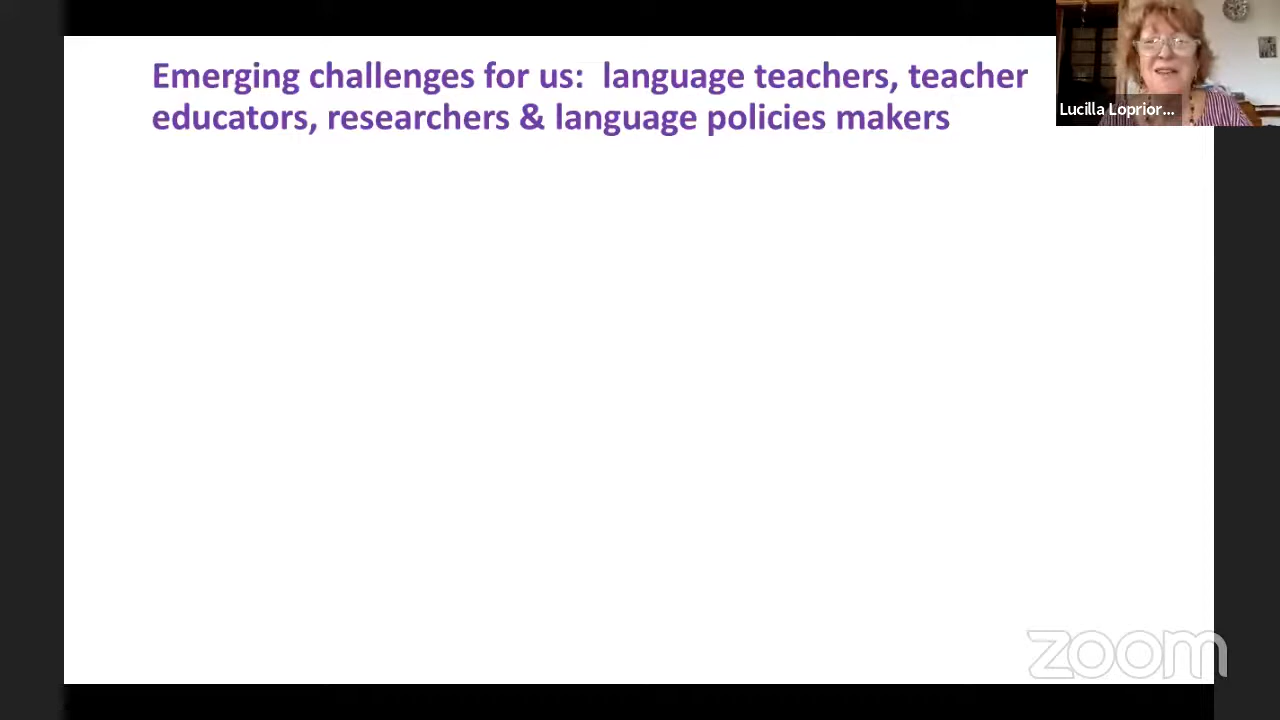 Emerging challenges for us:  language teachers, teacher
educators, researchers & language policies makers
Lucilla Loprior...
zoom